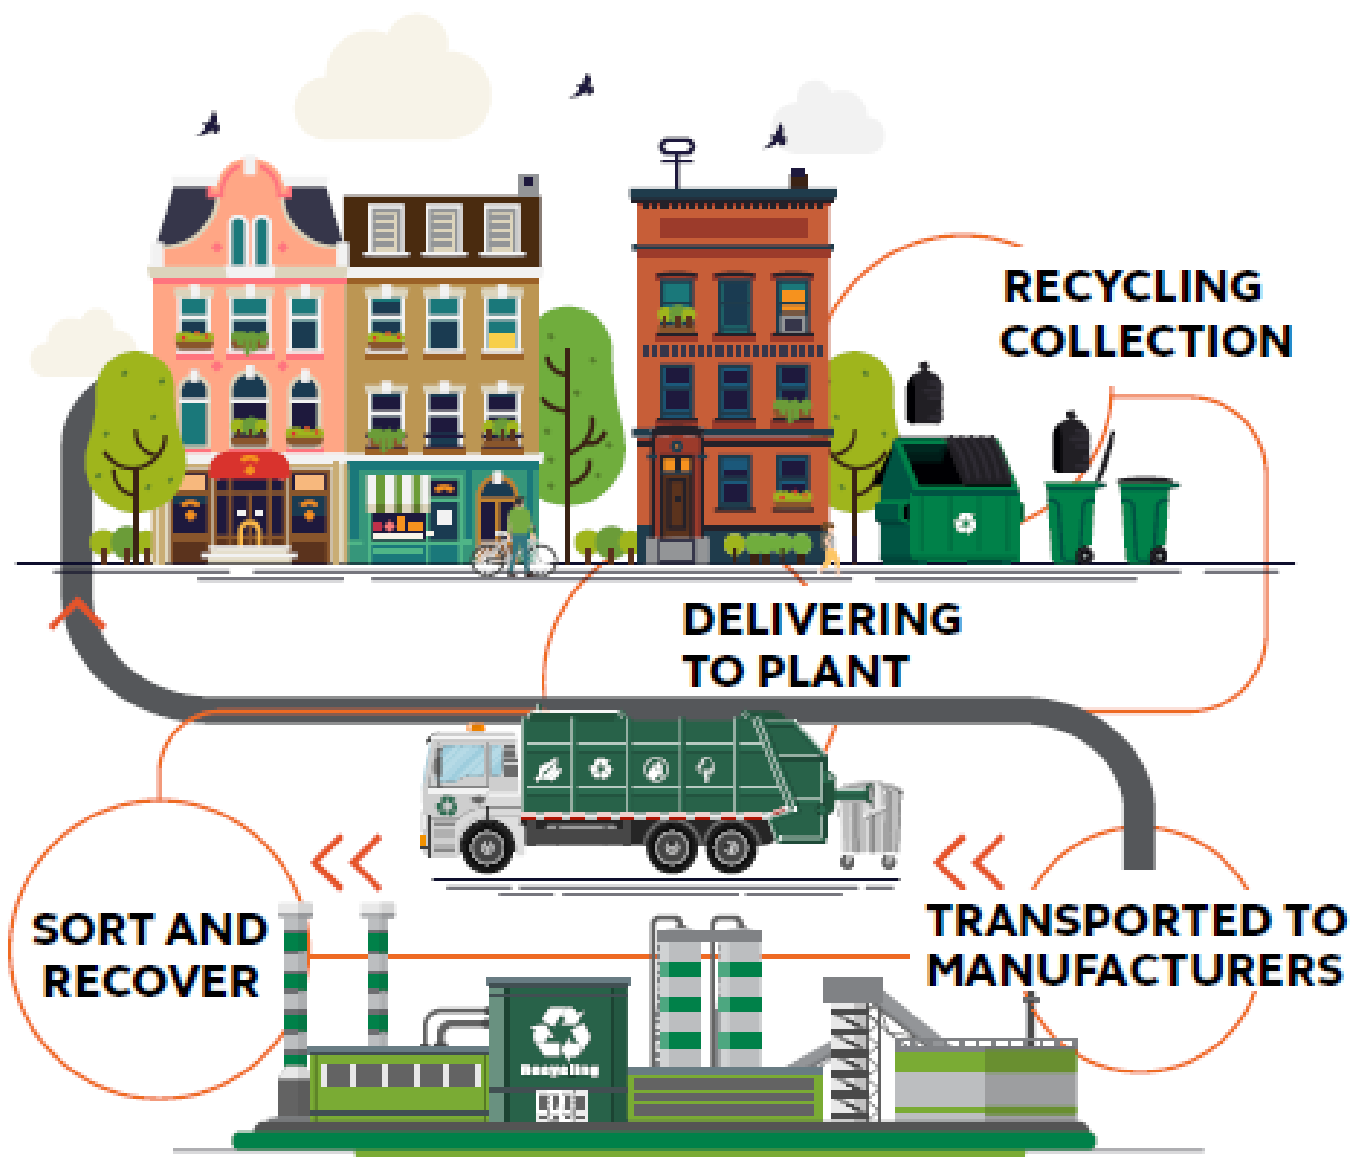 RECYCLING
COLLECTION
DELIVERING
TO PLANT
SORT AND
RECOVER
TRANSPORTED TO
MANUFACTURERS
Recycling